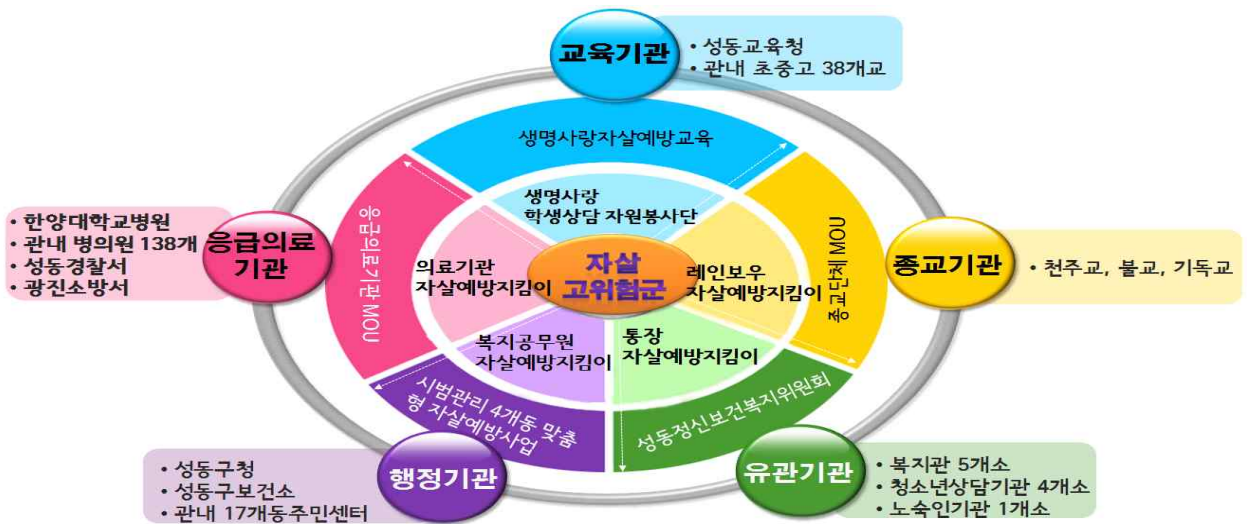 교육기관
• 성동교육청
• 관내 초중고 38개교
생명사랑자살예방교육
생명사랑
학생상담 자원봉사단
• 한양대학교병원
• 관내 병의원 138개
• 성동경찰서
• 광진소방서
응급의료
기관
응급의료기관 MOU
의료기관
자살예방지킴이
자살
고위험군
레인보우
자살예방지킴이
종교단체 MOU
종교기관
• 천주교, 불교, 기독교
복지공무원
자살예방지킴이
통장
자살예방지킴이
시범관리 4개동 맞춤
형 자살예방사업
성동정신보건복지위원회
• 성동구청
• 성동구보건소
• 관내 17개동주민센터
행정기관
유관기관
• 복지관 5개소
• 청소년상담기관 4개소
• 노숙인기관 1개소